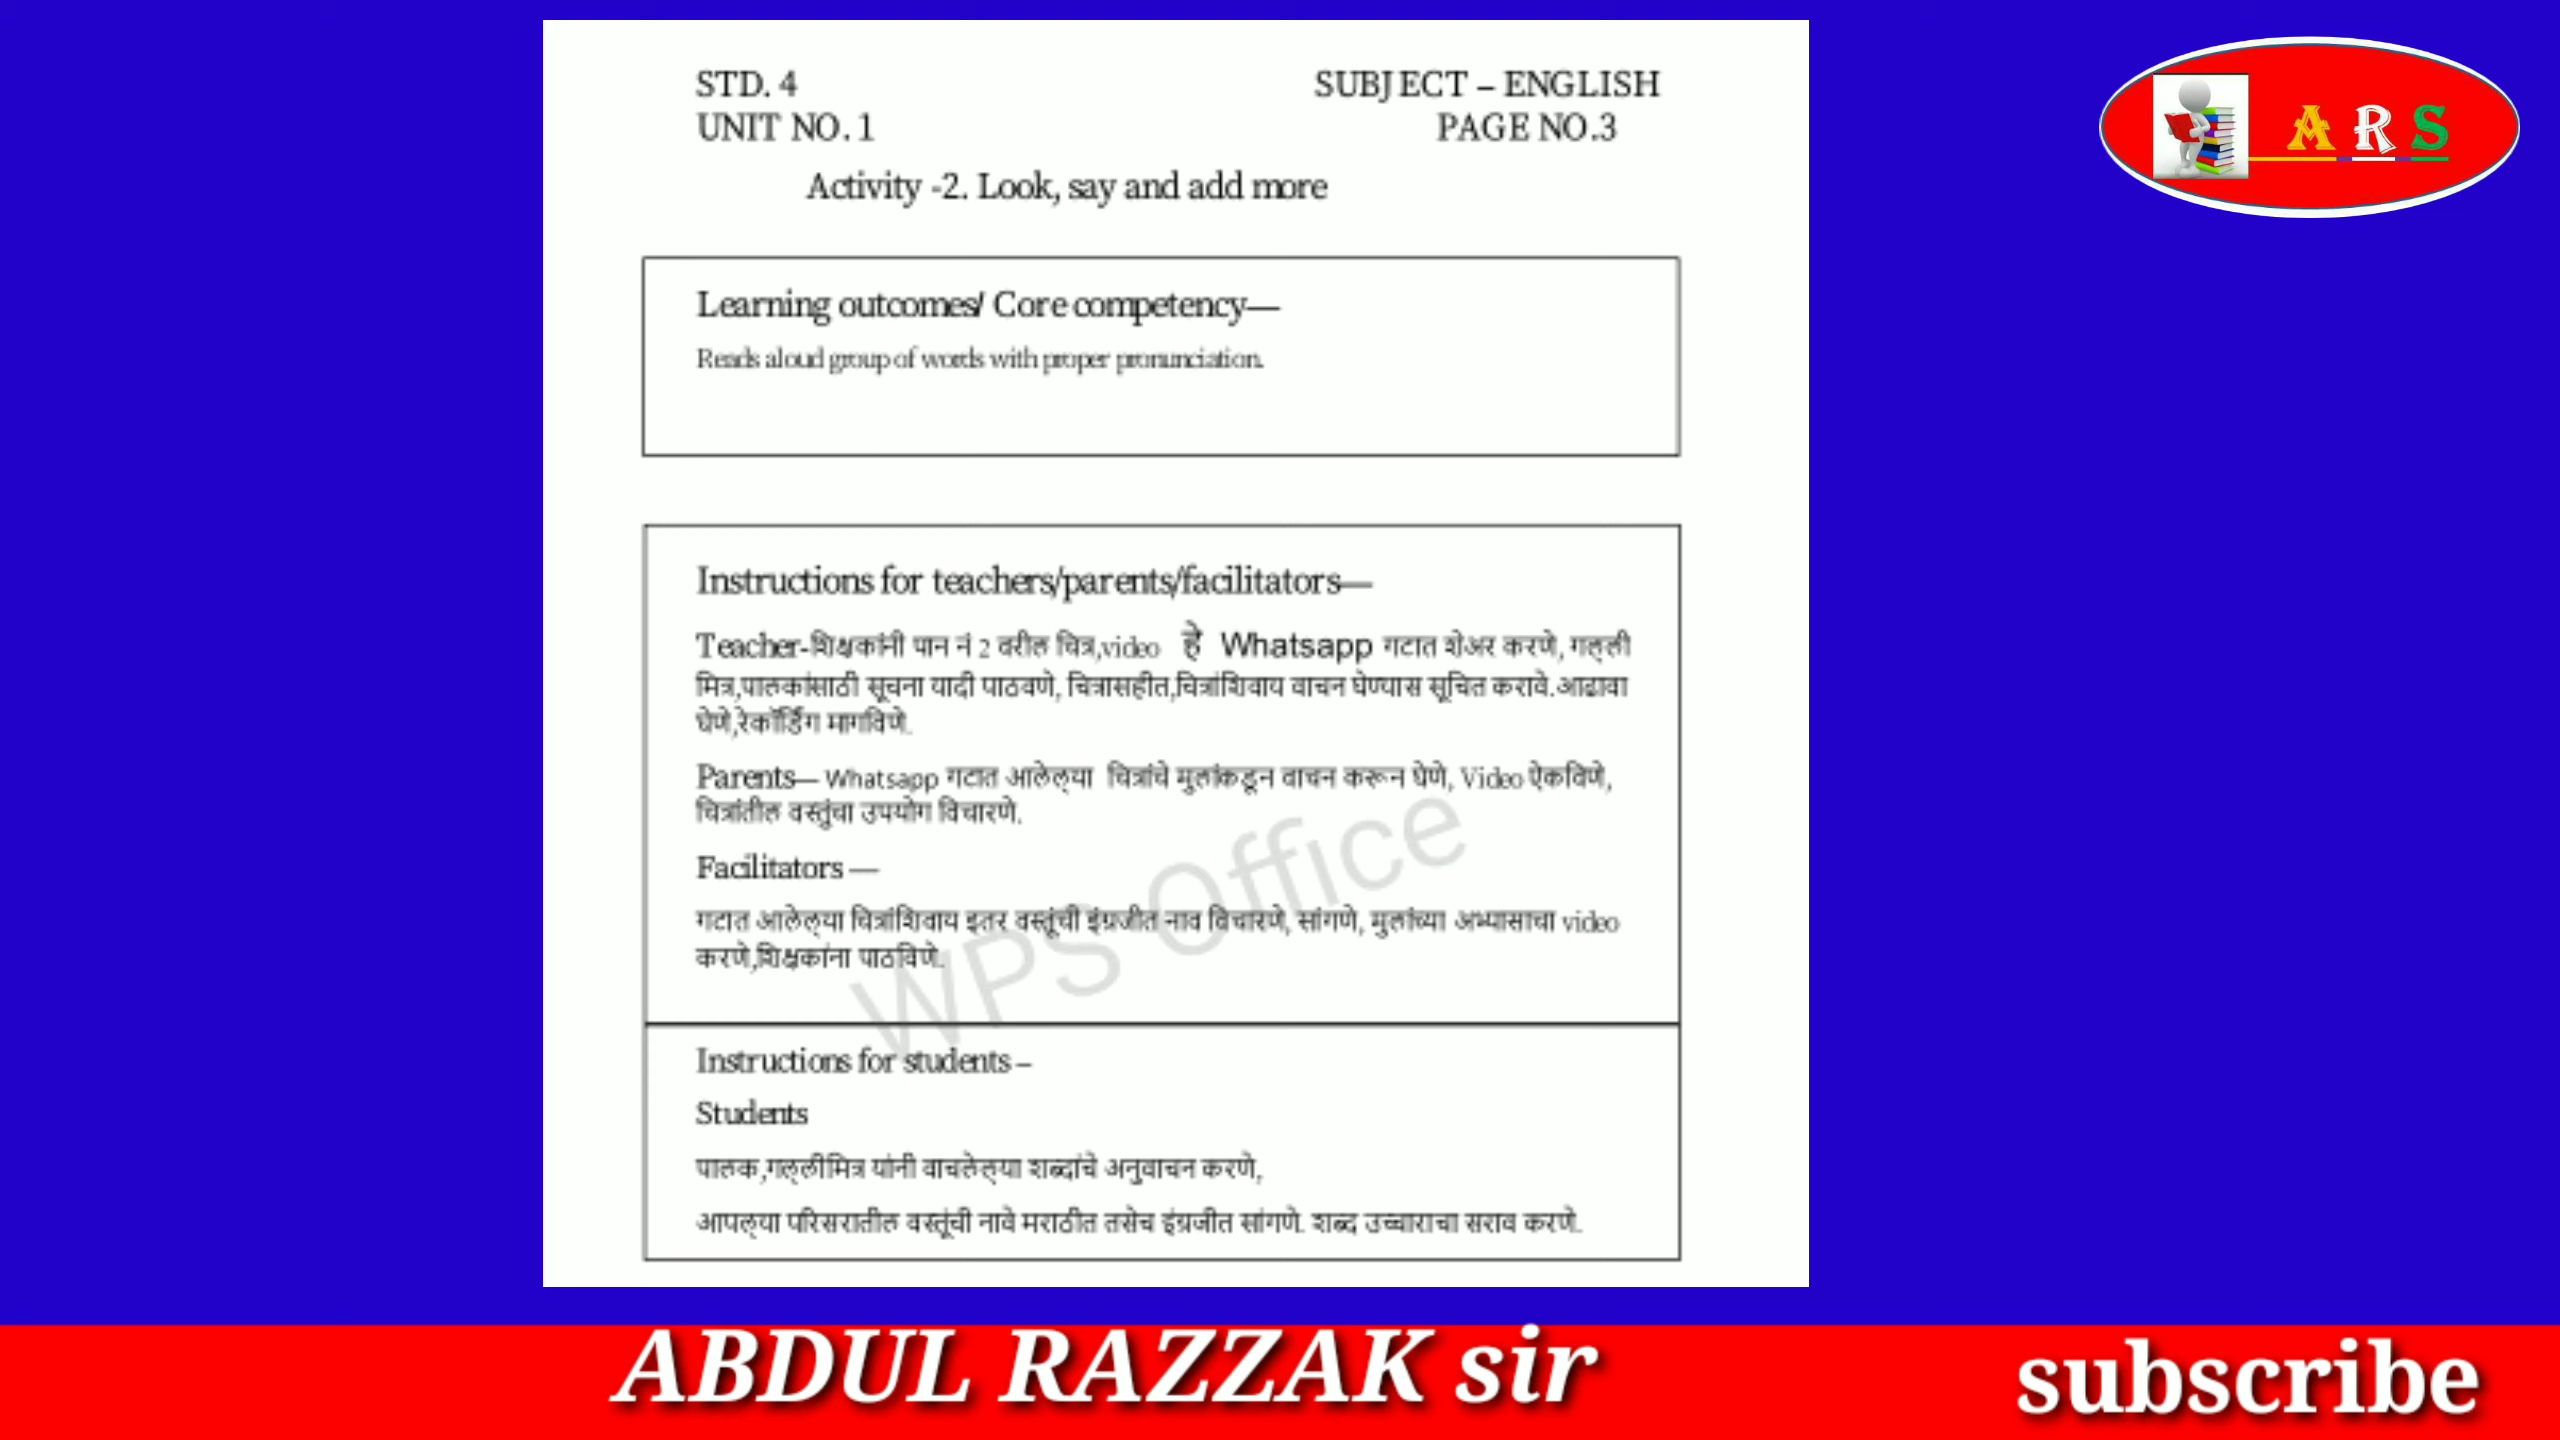 STD. 4 SUBJECT – ENGLISH
UNIT NO. 1 PAGE NO.3
Activity -2. Look, say and add more
Learning outcomes/ Core competency—
Reads aloud group of words with proper pronunciation.
Instructions for teachers/parents/facilitators—
Teacher-शिक्षकांनी पान नं 2 वरील चित्र,video हे Whatsapp गटात शेअर करणे, गल्ली
मित्र,पालकांसाठी सूचना यादी पाठवणे, चित्रासहीत,चित्रांशिवाय वाचन घेण्यास सूचित करावे.आढावा
घेणे,रेकॉर्डिंग मागविणे.
Parents— Whatsapp गटात आलेल्या चित्रांचे मुलांकडून वाचन करून घेणे, Video ऐकविणे,
चित्रांतील वस्तुंचा उपयोग विचारणे.
Facilitators —
गटात आलेल्या चित्रांशिवाय इतर वस्तूंची इंग्रजीत नाव विचारणे, सांगणे, मुलांच्या अभ्यासाचा video
करणे,शिक्षकांना पाठविणे.
WPS Office
Instructions for students –
Students
पालक,गल्लीमित्र यांनी वाचलेल्या शब्दांचे अनुवाचन करणे,
आपल्या परिसरातील वस्तूंची नावे मराठीत तसेच इंग्रजीत सांगणे. शब्द उच्चाराचा सराव करणे.
A R S
ABDUL RAZZAK sir
subscribe